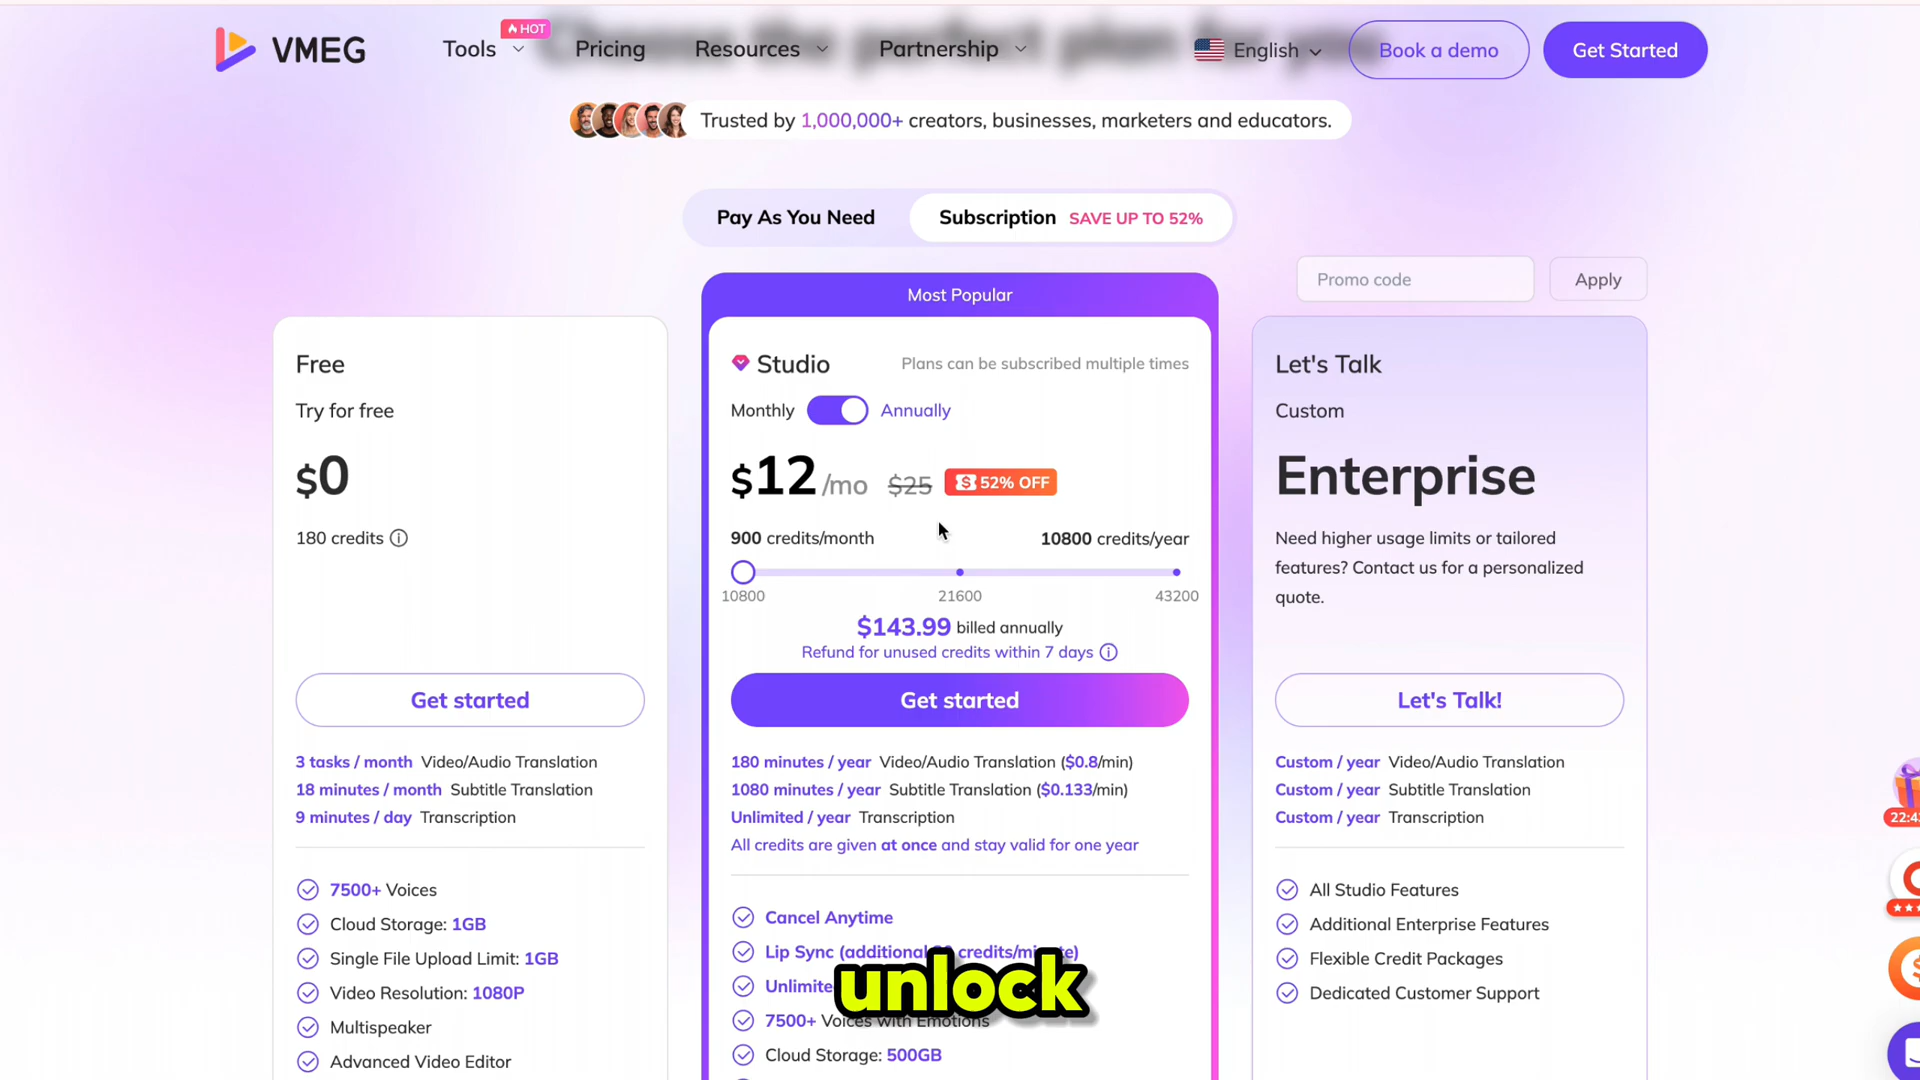 Choose the product plan for you
VMEG
Tools
HOT
Pricing
Resources
Partnership
English
Book a demo
Get Started
Trusted by 1,000,000+ creators, businesses, marketers and educators.
Pay As You Need
Subscription SAVE UP TO 52%
Promo code
Apply
Most Popular
Free
Try for free
$0
180 credits
Get started
3 tasks / month Video/Audio Translation
18 minutes / month Subtitle Translation
9 minutes / day Transcription
7500+ Voices
Cloud Storage: 1GB
Single File Upload Limit: 1GB
Video Resolution: 1080P
Multispeaker
Advanced Video Editor
Studio
Plans can be subscribed multiple times
Monthly
Annually
$12 /mo $25 52% OFF
900 credits/month
10800 credits/year
10800
21600
43200
$143.99 billed annually
Refund for unused credits within 7 days
Get started
180 minutes / year Video/Audio Translation ($0.8/min)
1080 minutes / year Subtitle Translation ($0.133/min)
Unlimited / year Transcription
All credits are given at once and stay valid for one year
Cancel Anytime
Lip Sync (additional credits/minute)
unlock
7500+ Voices with Emotions
Cloud Storage: 500GB
Let's Talk
Custom
Enterprise
Need higher usage limits or tailored
features? Contact us for a personalized
quote.
Let's Talk!
Custom / year Video/Audio Translation
Custom / year Subtitle Translation
Custom / year Transcription
All Studio Features
Additional Enterprise Features
Flexible Credit Packages
Dedicated Customer Support